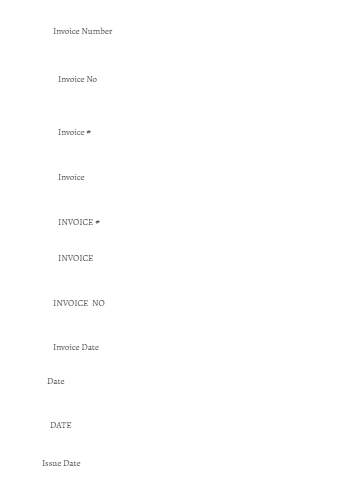 Invoice Number
Invoice No
Invoice #
Invoice
INVOICE #
INVOICE
INVOICE  NO
Invoice Date
Date
DATE
Issue Date